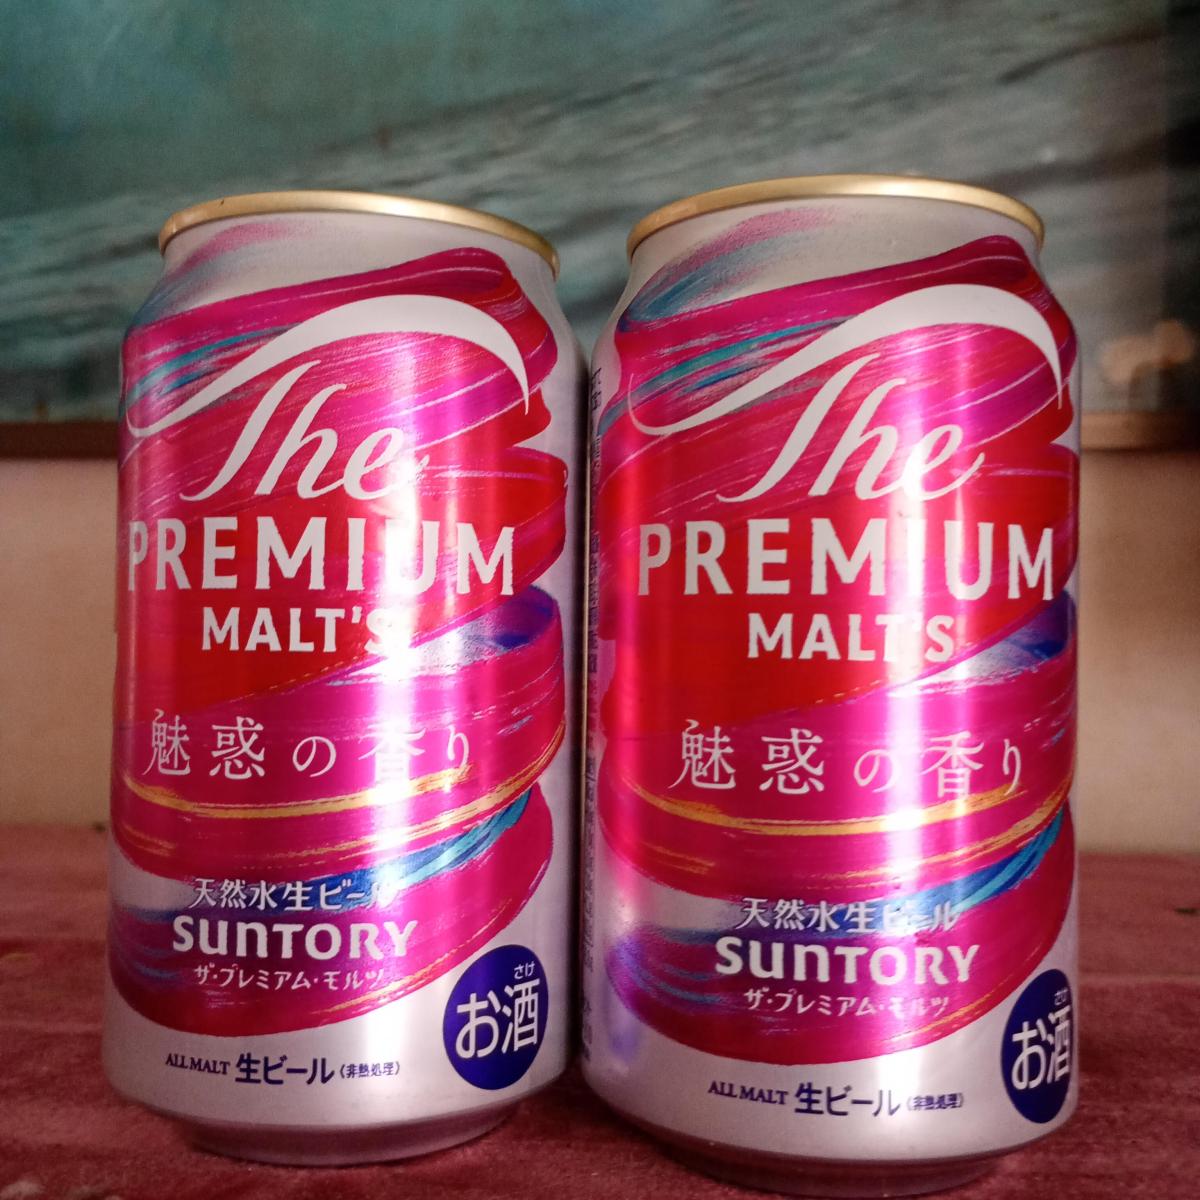 The
PREMIUM
MALT'S
魅惑の香り
天然水生ビール
SUNTORY
ザ・プレミアム・モルツ
さけ
お酒
ALL MALT 生ビール(非熱処理)
The
PREMIUM
MALT'S
魅惑の香り
天然水生ビール
SUNTORY
ザ・プレミアム・モルツ
さけ
お酒
ALL MALT 生ビール(非熱処理)